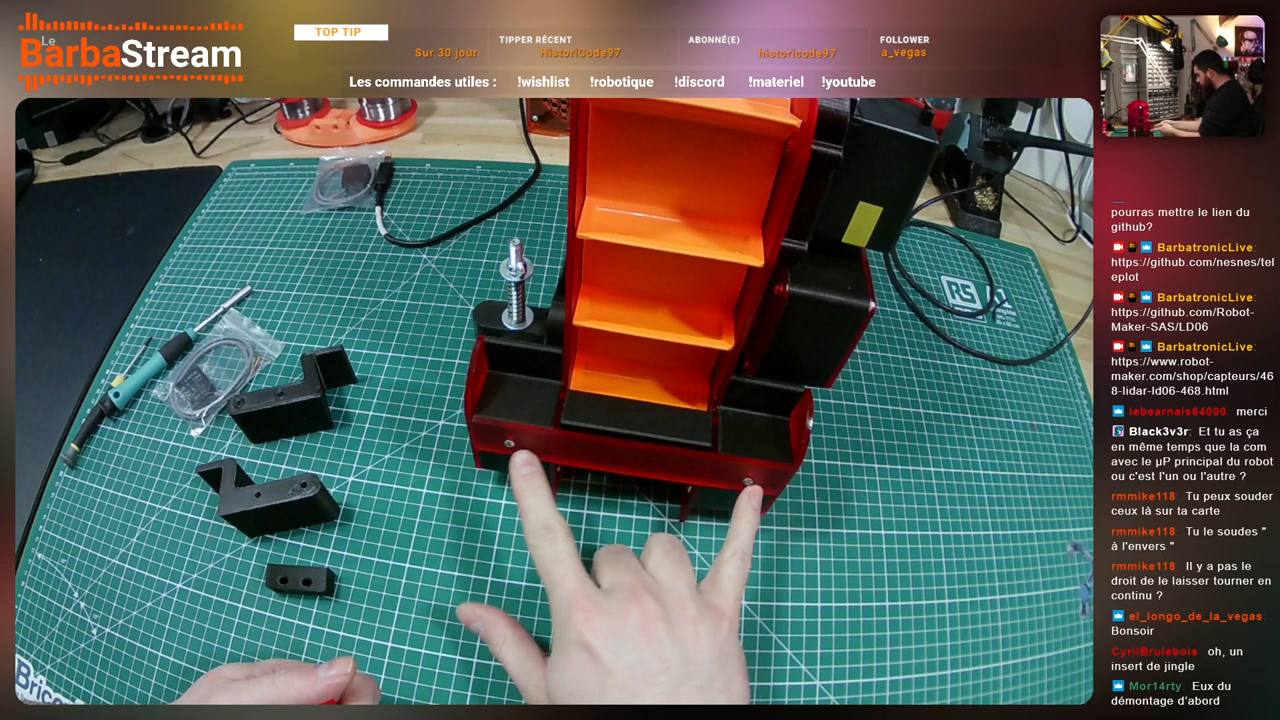 Le
BarbaStream
TOP TIP
Sur 30 jour
TIPPER RÉCENT
HistoriCode97
ABONNÉ(E)
historicode97
FOLLOWER
a_vegas
Les commandes utiles : !wishlist !robotique !discord !materiel !youtube
pourras mettre le lien du
github?
BarbatronicLive:
https://github.com/nesnes/tel
eplot
BarbatronicLive:
https://github.com/Robot-
Maker-SAS/LD06
BarbatronicLive:
https://www.robot-
maker.com/shop/capteurs/46
8-lidar-ld06-468.html
lebearnais64000: merci
Black3v3r: Et tu as ça
en même temps que la com
avec le µP principal du robot
ou c'est l'un ou l'autre ?
rmmike118: Tu peux souder
ceux là sur ta carte
rmmike118: Tu le soudes "
à l'envers "
rmmike118: Il y a pas le
droit de le laisser tourner en
continu ?
el_longo_de_la_vegas:
Bonsoir
CyrilBrulebois: oh, un
insert de jingle
Mor14rty: Eux du
démontage d'abord
RS
Brico